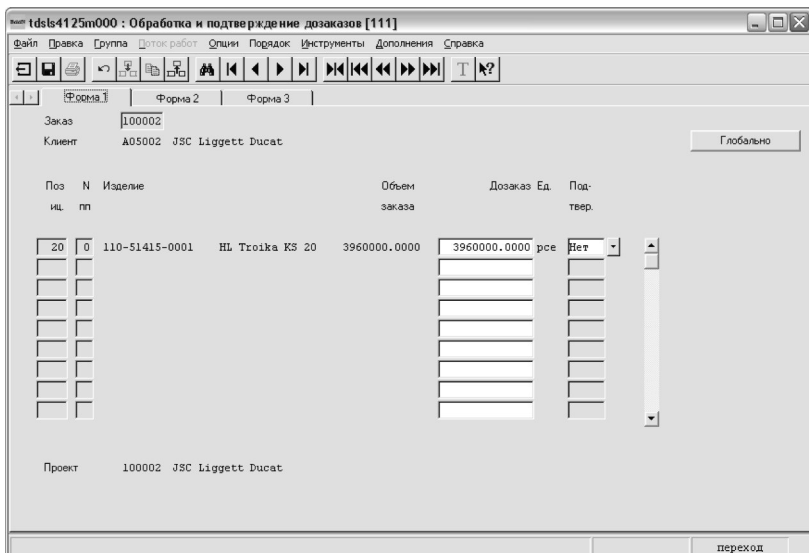 tdsls4125m000 : Обработка и подтверждение дозаказов [111]
Файл Правка Группа Поток работ Опции Порядок Инструменты Дополнения Справка
Форма 1 Форма 2 Форма 3
Заказ 100002
Клиент A05002 JSC Liggett Ducat Глобально
Поз N Изделие Объем Дозаказ Ед. Под-
иц. пп заказа твер.
20 0 110-51415-0001 HL Troika KS 20 3960000.0000 3960000.0000 pce Нет
Проект 100002 JSC Liggett Ducat
переход